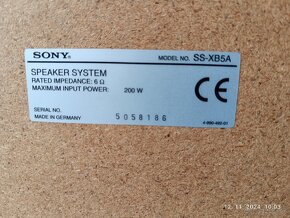 SONY MODEL NO. SS-XB5A
SPEAKER SYSTEM
RATED IMPEDANCE: 6 Ω
MAXIMUM INPUT POWER: 200 W
CE
SERIAL NO. 5058186
MADE IN GERMANY
12.11.2024 10:03